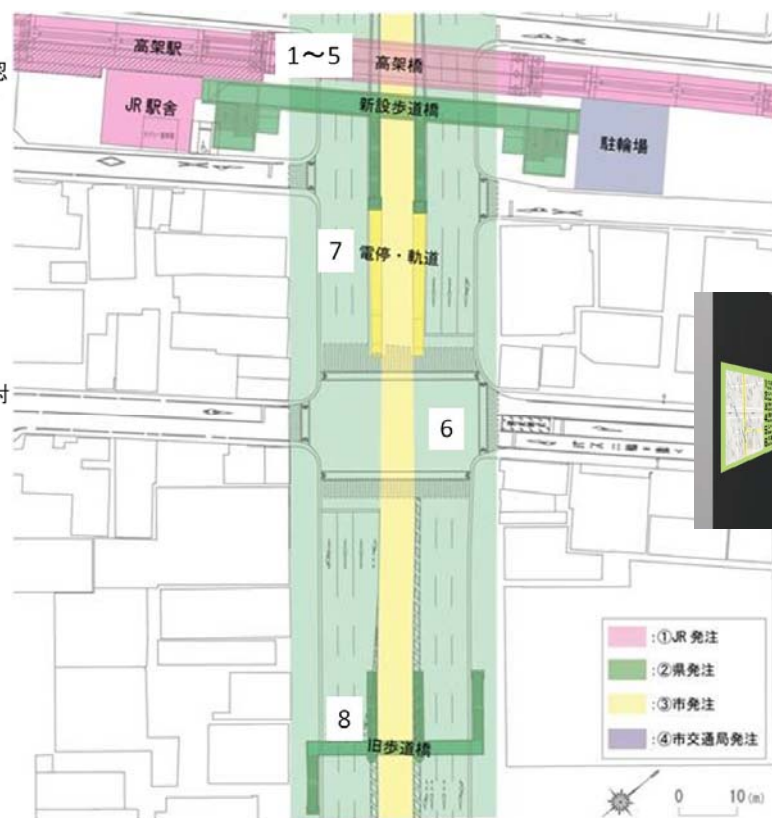 認
付
高架駅
1～5
高架橋
JR 駅舎
新設歩道橋
駐輪場
7
電停・軌道
6
8
旧歩道橋
:①JR 発注
:②県発注
:③市発注
:④市交通局発注
0 10 (m)